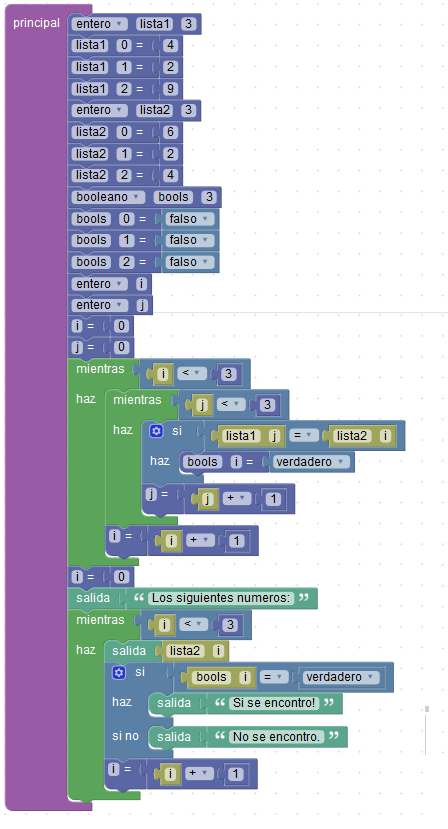 principal entero lista1 3
lista1 0 = 4
lista1 1 = 2
lista1 2 = 9
entero lista2 3
lista2 0 = 6
lista2 1 = 2
lista2 2 = 4
booleano bools 3
bools 0 = falso
bools 1 = falso
bools 2 = falso
entero i
entero j
i = 0
j = 0
mientras i < 3
haz mientras j < 3
haz si lista1 j = lista2 i
haz bools i = verdadero
j = j + 1
i = i + 1
i = 0
salida “ Los siguientes numeros: ”
mientras i < 3
haz salida lista2 i
si bools i = verdadero
haz salida “ Si se encontro! ”
si no salida “ No se encontro. ”
i = i + 1